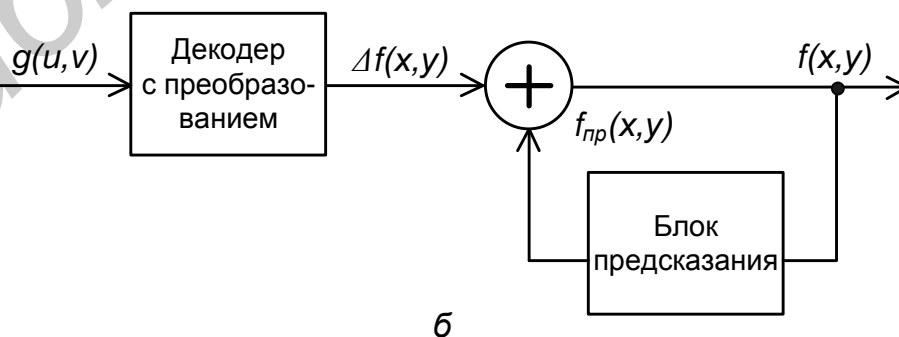 g(u,v)
Декодер
с преобразо-
ванием
Δf(x,y)
+
f(x,y)
fпр(x,y)
Блок
предсказания
б